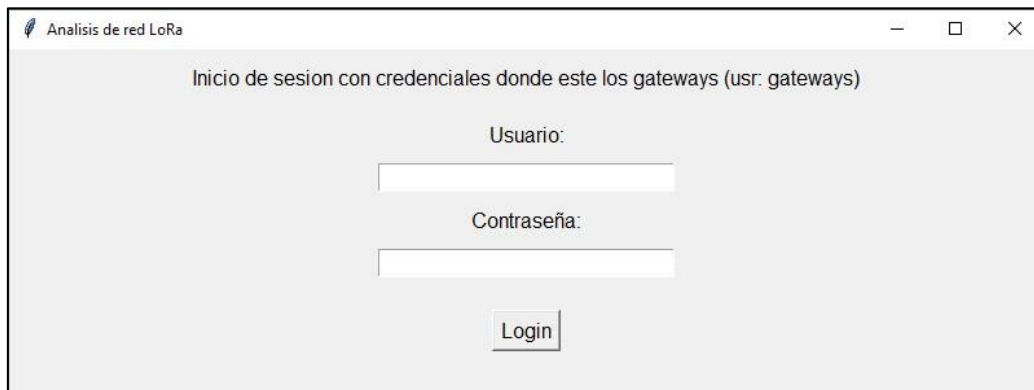 Analisis de red LoRa
Inicio de sesion con credenciales donde este los gateways (usr: gateways)
Usuario:
Contraseña:
Login